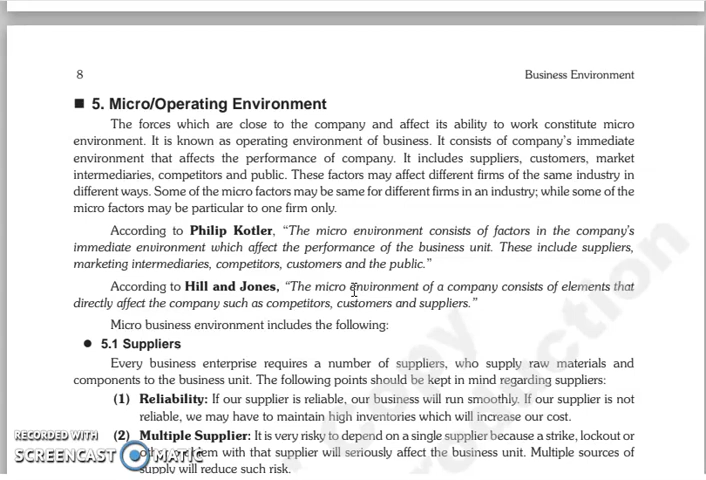 8
Business Environment
■ 5. Micro/Operating Environment
The forces which are close to the company and affect its ability to work constitute micro
environment. It is known as operating environment of business. It consists of company's immediate
environment that affects the performance of company. It includes suppliers, customers, market
intermediaries, competitors and public. These factors may affect different firms of the same industry in
different ways. Some of the micro factors may be same for different firms in an industry; while some of the
micro factors may be particular to one firm only.
According to Philip Kotler, “The micro environment consists of factors in the company's
immediate environment which affect the performance of the business unit. These include suppliers,
marketing intermediaries, competitors, customers and the public.”
According to Hill and Jones, “The micro environment of a company consists of elements that
directly affect the company such as competitors, customers and suppliers.”
Micro business environment includes the following:
● 5.1 Suppliers
Every business enterprise requires a number of suppliers, who supply raw materials and
components to the business unit. The following points should be kept in mind regarding suppliers:
(1) Reliability: If our supplier is reliable, our business will run smoothly. If our supplier is not
reliable, we may have to maintain high inventories which will increase our cost.
(2) Multiple Supplier: It is very risky to depend on a single supplier because a strike, lockout or
with that supplier will seriously affect the business unit. Multiple sources of
supply will reduce such risk.
RECORDED WITH
SCREENCAST MATIC
copy